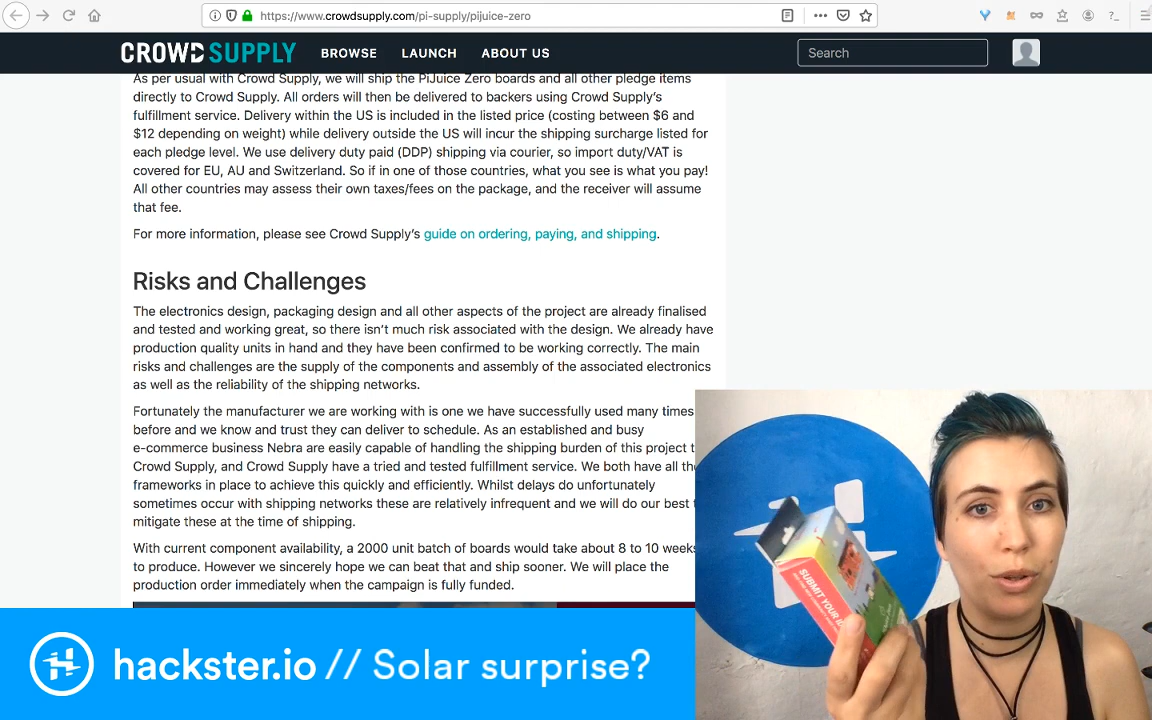 https://www.crowdsupply.com/pi-supply/pijuice-zero
CROWD SUPPLY BROWSE LAUNCH ABOUT US Search
As per usual with Crowd Supply, we will ship the PiJuice Zero boards and all other pledge items
directly to Crowd Supply. All orders will then be delivered to backers using Crowd Supply’s
fulfillment service. Delivery within the US is included in the listed price (costing between $6 and
$12 depending on weight) while delivery outside the US will incur the shipping surcharge listed for
each pledge level. We use delivery duty paid (DDP) shipping via courier, so import duty/VAT is
covered for EU, AU and Switzerland. So if in one of those countries, what you see is what you pay!
All other countries may assess their own taxes/fees on the package, and the receiver will assume
that fee.
For more information, please see Crowd Supply’s guide on ordering, paying, and shipping.
Risks and Challenges
The electronics design, packaging design and all other aspects of the project are already finalised
and tested and working great, so there isn’t much risk associated with the design. We already have
production quality units in hand and they have been confirmed to be working correctly. The main
risks and challenges are the supply of the components and assembly of the associated electronics
as well as the reliability of the shipping networks.
Fortunately the manufacturer we are working with is one we have successfully used many times
before and we know and trust they can deliver to schedule. As an established and busy
e-commerce business Nebra are easily capable of handling the shipping burden of this project t
Crowd Supply, and Crowd Supply have a tried and tested fulfillment service. We both have all the
frameworks in place to achieve this quickly and efficiently. Whilst delays do unfortunately
sometimes occur with shipping networks these are relatively infrequent and we will do our best t
mitigate these at the time of shipping.
With current component availability, a 2000 unit batch of boards would take about 8 to 10 weeks
to produce. However we sincerely hope we can beat that and ship sooner. We will place the
production order immediately when the campaign is fully funded.
SUBMIT YOUR
hackster.io // Solar surprise?